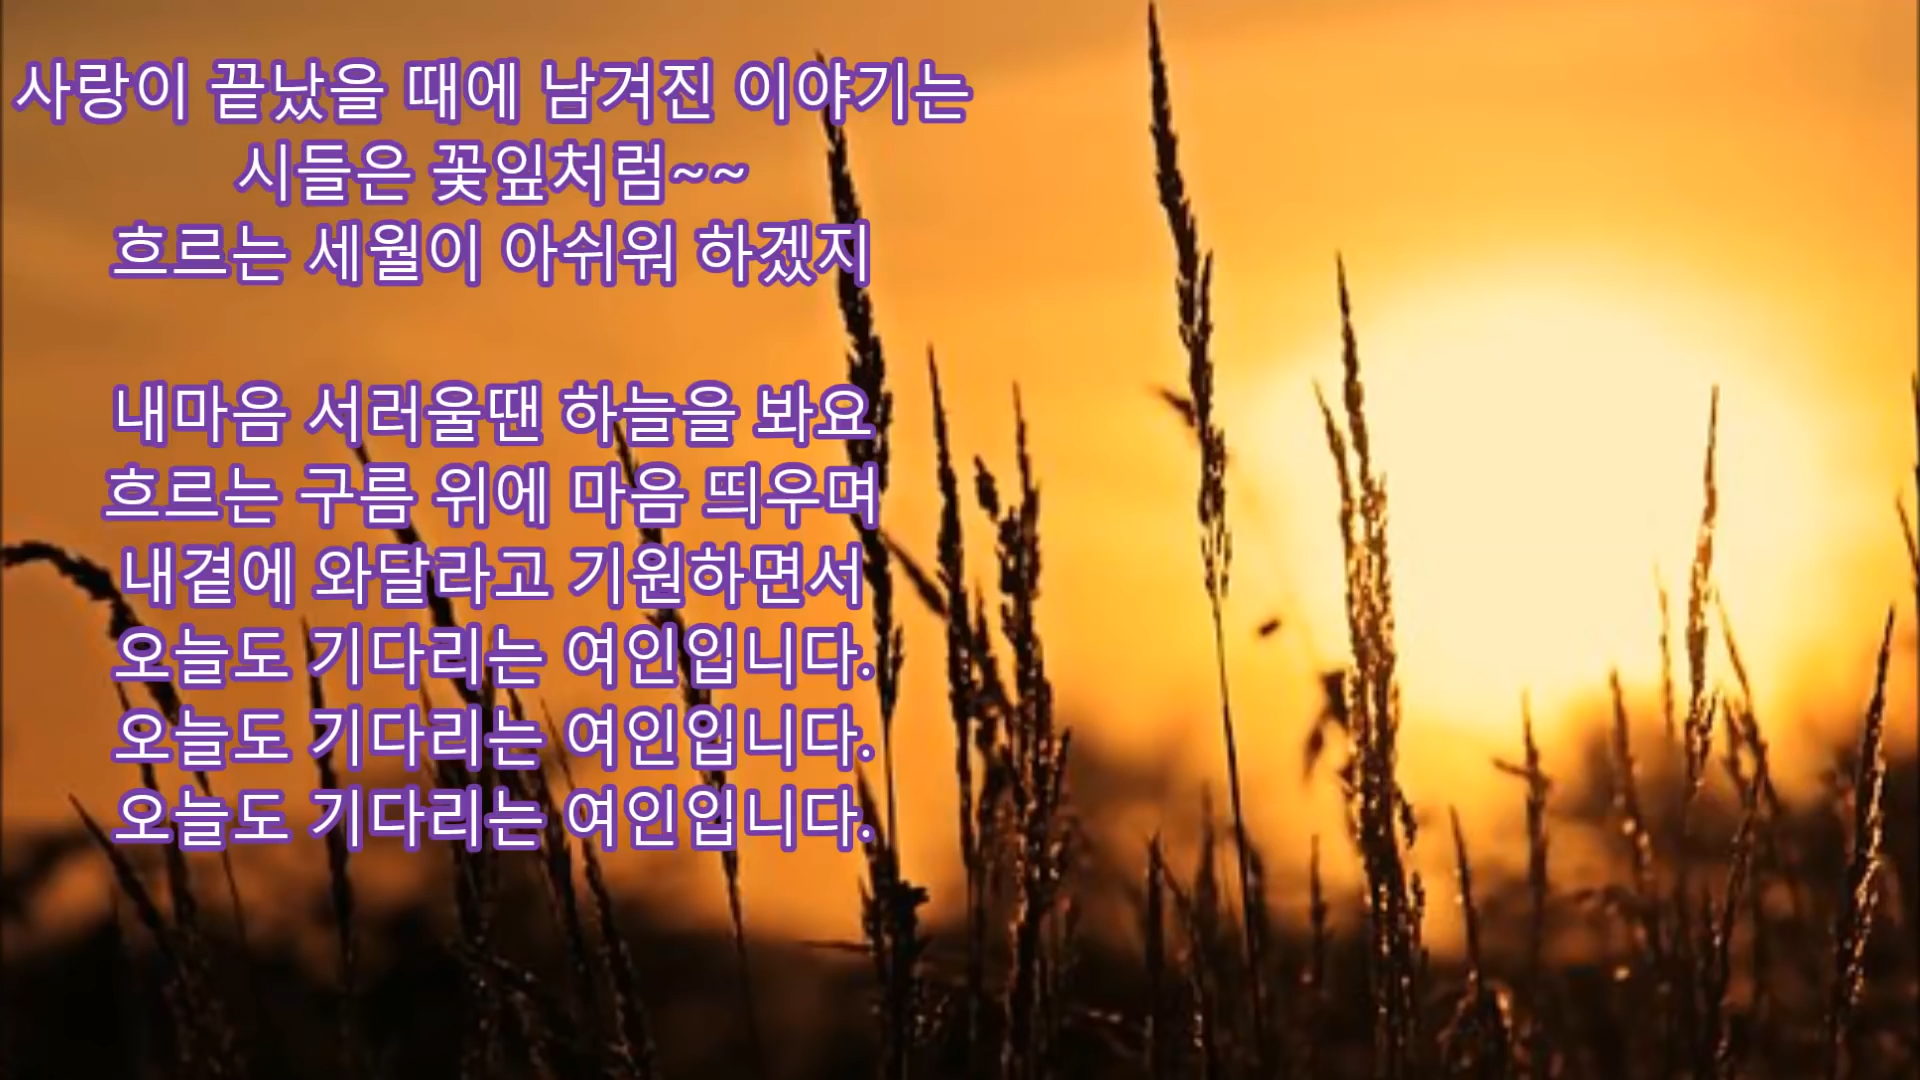 사랑이 끝났을 때에 남겨진 이야기는
시들은 꽃잎처럼~~
흐르는 세월이 아쉬워 하겠지
내마음 서러울땐 하늘을 봐요
흐르는 구름 위에 마음 띄우며
내곁에 와달라고 기원하면서
오늘도 기다리는 여인입니다.
오늘도 기다리는 여인입니다.
오늘도 기다리는 여인입니다.